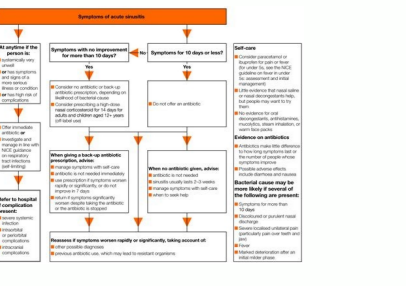 Symptoms of acute sinusitis
At anytime if the
person is:
systemically very
unwell
or has symptoms
and signs of a
more serious
illness or condition
or has high risk of
complications
Offer immediate
antibiotic or
investigate and
manage in line with
NICE guidance
on respiratory
tract infections
(self-limiting)
Refer to hospital
if complication
present:
severe systemic
infection
intraorbital
or periorbital
complications
intracranial
complications
Symptoms with no improvement
for more than 10 days?
No
Symptoms for 10 days or less?
Yes
Yes
Consider no antibiotic or back-up
antibiotic prescription, depending on
likelihood of bacterial cause
Consider prescribing a high-dose
nasal corticosteroid for 14 days for
adults and children aged 12+ years
(off-label use)
Do not offer an antibiotic
When giving a back-up antibiotic
prescription, advise:
manage symptoms with self-care
antibiotic is not needed immediately
use prescription if symptoms worsen
rapidly or significantly, or do not
improve in 7 days
return if symptoms significantly
worsen despite taking the antibiotic
or the antibiotic is stopped
When no antibiotic given, advise:
antibiotic is not needed
sinusitis usually lasts 2–3 weeks
manage symptoms with self-care
when to seek help
Reassess if symptoms worsen rapidly or significantly, taking account of:
other possible diagnoses
previous antibiotic use, which may lead to resistant organisms
Self-care
Consider paracetamol or
ibuprofen for pain or fever
(for under 5s, see the NICE
guideline on fever in under
5s: assessment and initial
management)
Little evidence that nasal saline
or nasal decongestants help,
but people may want to try
them
No evidence for oral
decongestants, antihistamines,
mucolytics, steam inhalation, or
warm face packs
Evidence on antibiotics
Antibiotics make little difference
to how long symptoms last or
the number of people whose
symptoms improve
Possible adverse effects
include diarrhoea and nausea
Bacterial cause may be
more likely if several of
the following are present:
Symptoms for more than
10 days
Discoloured or purulent nasal
discharge
Severe localised unilateral pain
(particularly pain over teeth and
jaw)
Fever
Marked deterioration after an
initial milder phase